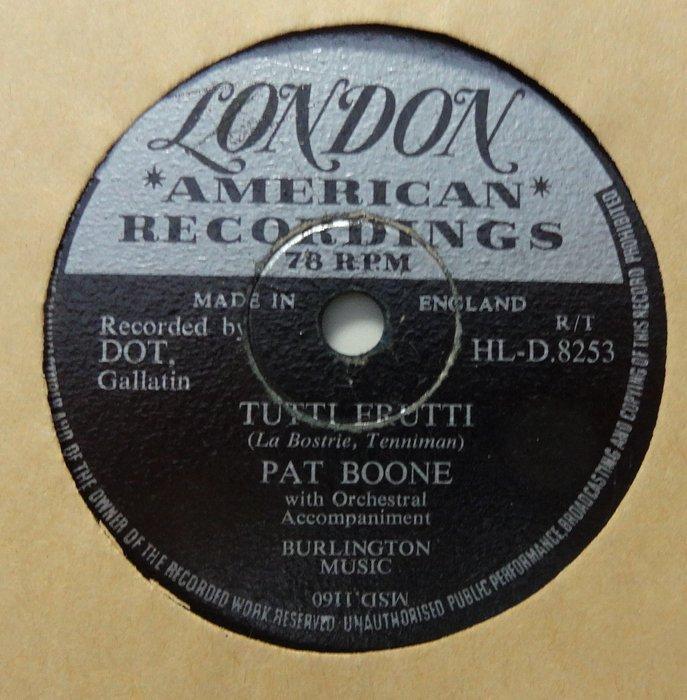 LONDON
*AMERICAN*
RECORDINGS
78 RPM
MADE IN ENGLAND
Recorded by
DOT,
Gallatin
R/T
HL-D.8253
TUTTI FRUTTI
(La Bostrie, Tenniman)
PAT BOONE
with Orchestral
Accompaniment
BURLINGTON
MUSIC
MSD.1160
AND OF THE OWNER OF THE RECORDED WORK RESERVED UNAUTHORISED PUBLIC PERFORMANCE, BROADCASTING AND COPYING OF THIS RECORD PROHIBITED